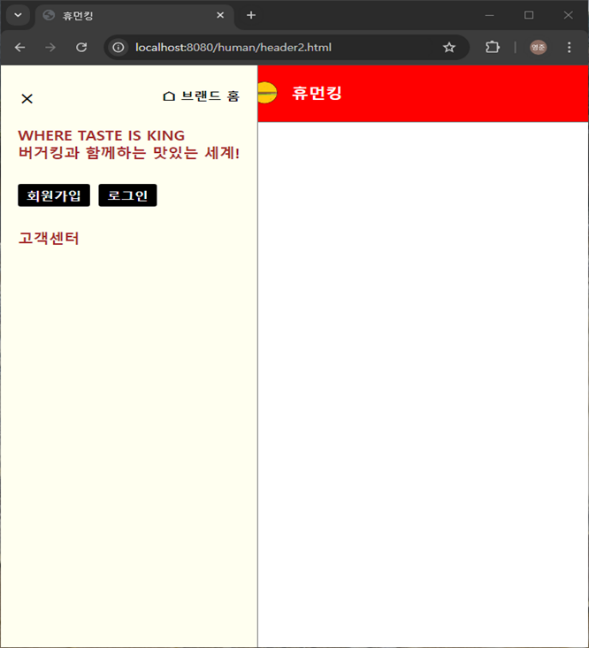 휴먼킹
localhost:8080/human/header2.html
영준
브랜드 홈
휴먼킹
WHERE TASTE IS KING
버거킹과 함께하는 맛있는 세계!
회원가입 로그인
고객센터